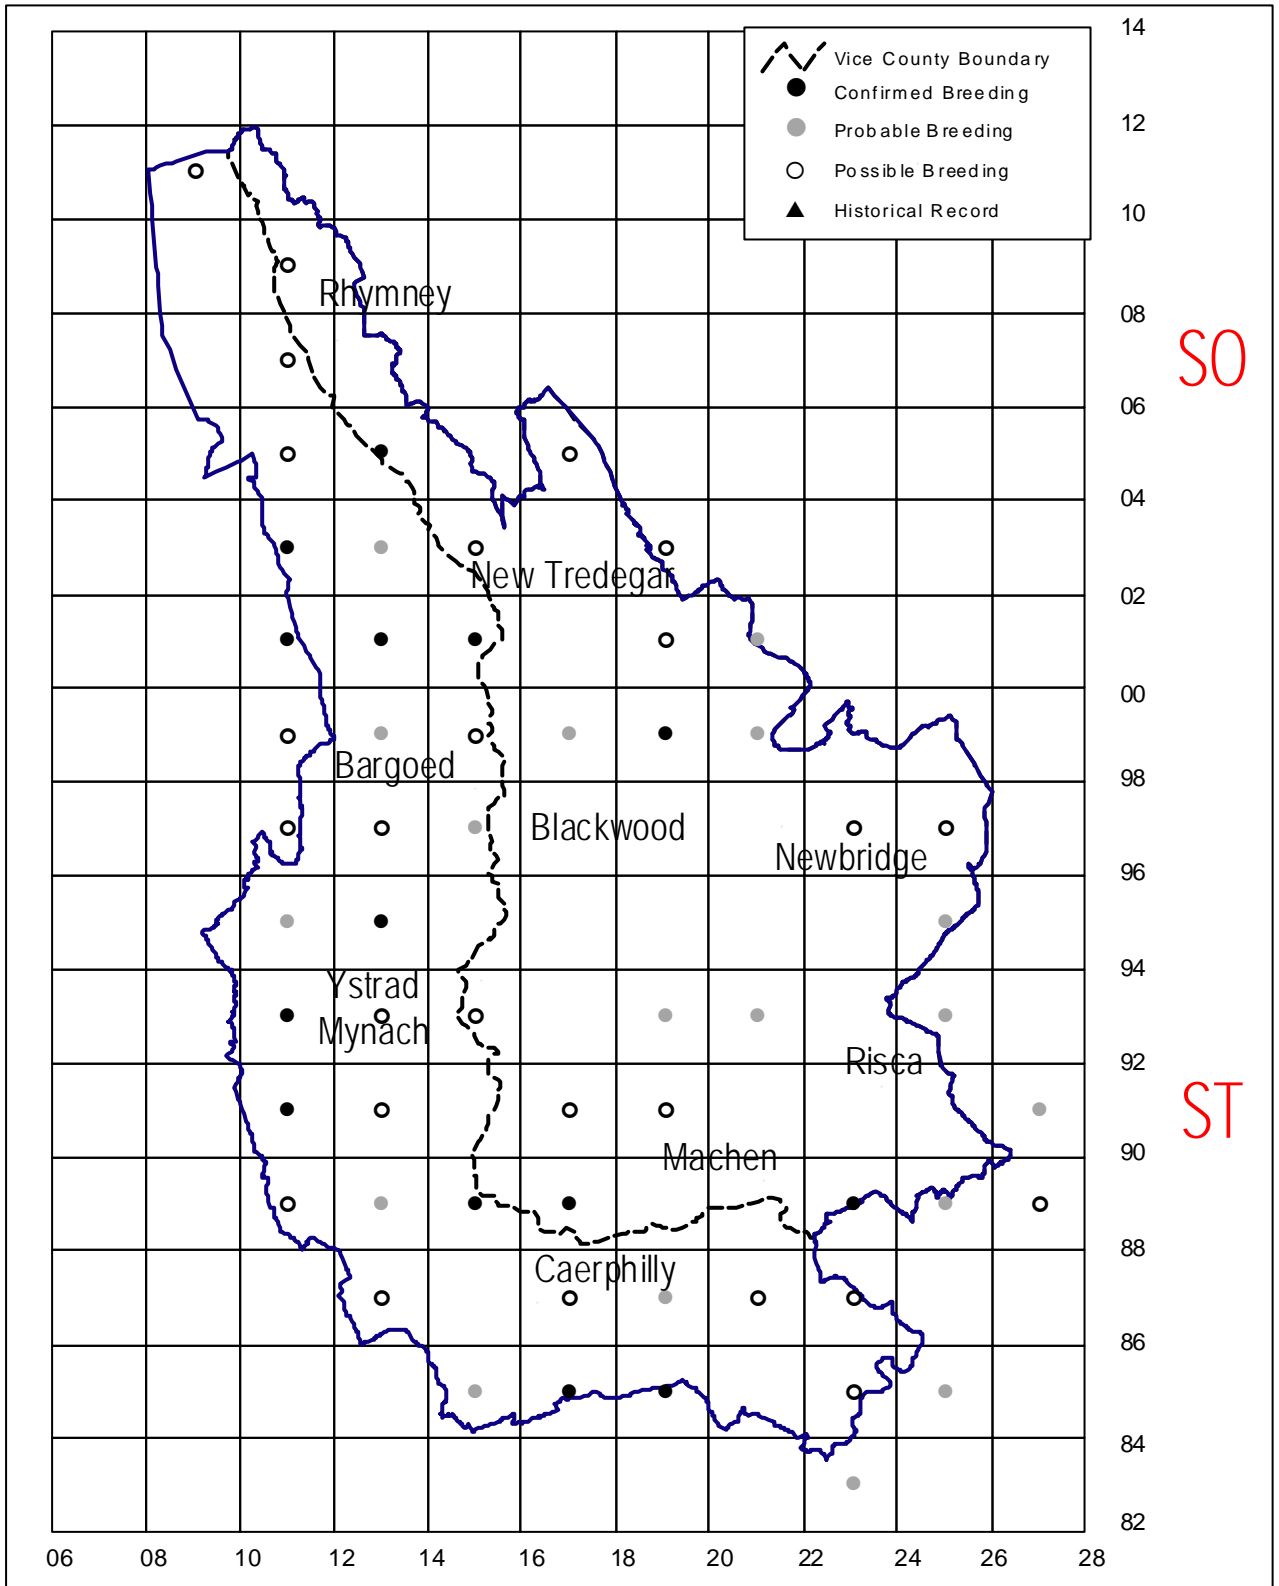 14
Vice County Boundary
Confirmed Breeding
12
Probable Breeding
Possible Breeding
10
Historical Record
Rhymney
08
SO
06
04
New Tredegar
02
00
Bargoed
98
Blackwood
Newbridge
96
94
Ystrad
Mynach
Risca
92
ST
Machen
90
88
Caerphilly
86
84
82
06 08 10 12 14 16 18 20 22 24 26 28